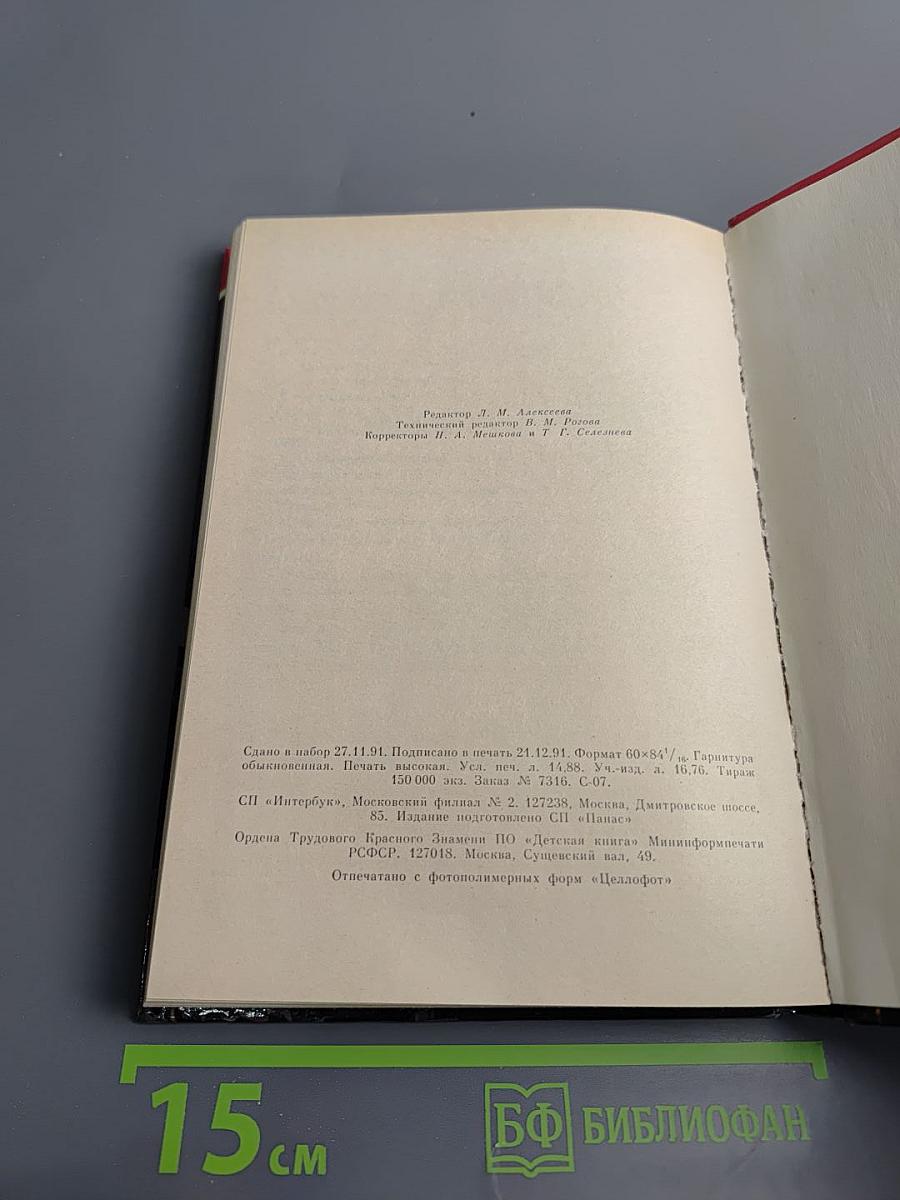 Редактор Л. М. Алексеева
Технический редактор В. М. Рогова
Корректоры Н. А. Мешкова и Т. Г. Селезнева
Сдано в набор 27.11.91. Подписано в печать 21.12.91. Формат 60×84¹/₁₆. Гарнитура
обыкновенная. Печать высокая. Усл. печ. л. 14,88. Уч.-изд. л. 16,76. Тираж
150 000 экз. Заказ № 7316. С-07.
СП «Интербук», Московский филиал № 2. 127238, Москва, Дмитровское шоссе,
85. Издание подготовлено СП «Панас»
Ордена Трудового Красного Знамени ПО «Детская книга» Мининформпечати
РСФСР. 127018. Москва, Сущевский вал, 49.
Отпечатано с фотополимерных форм «Целлофот»
15 см
БФ БИБЛИОФАН